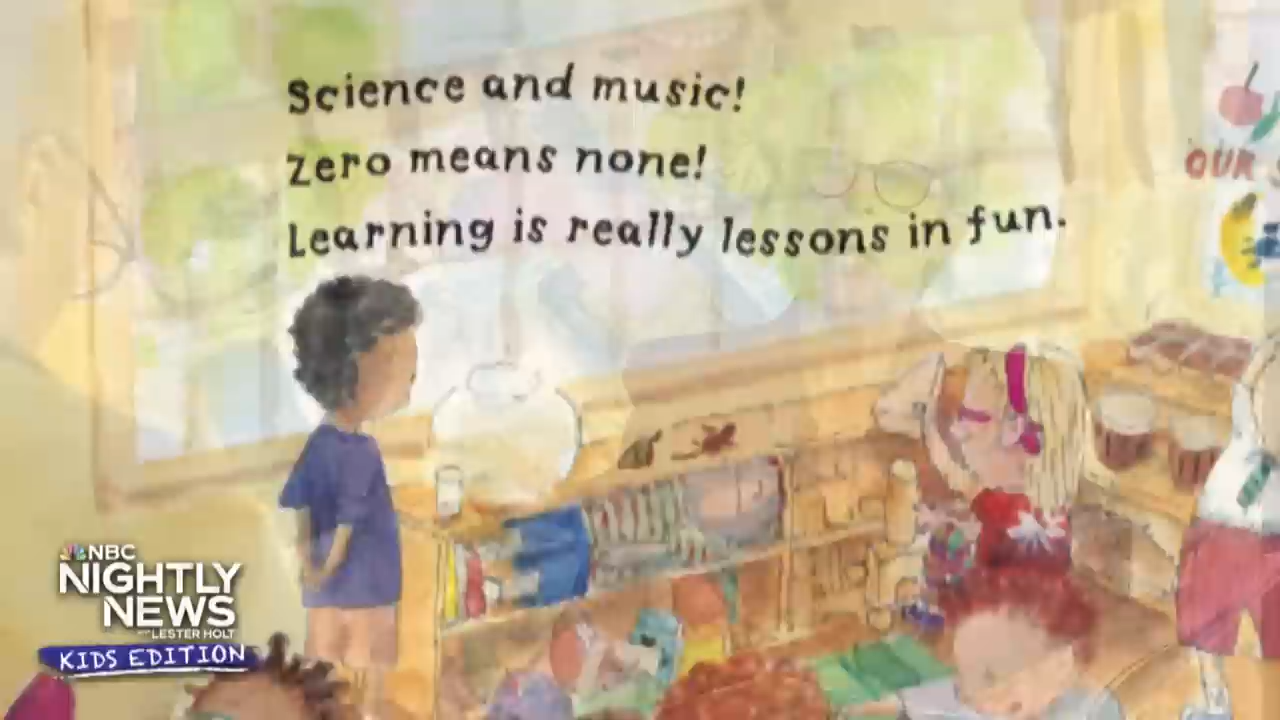 Science and music!
Zero means none!
Learning is really lessons in fun.
OUR
NBC
NIGHTLY
NEWS
WITH LESTER HOLT
KIDS EDITION